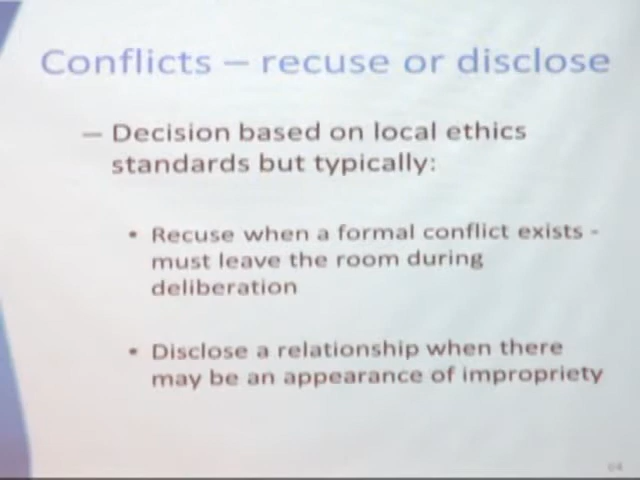 Conflicts – recuse or disclose
– Decision based on local ethics
standards but typically:
• Recuse when a formal conflict exists -
must leave the room during
deliberation
• Disclose a relationship when there
may be an appearance of impropriety
64